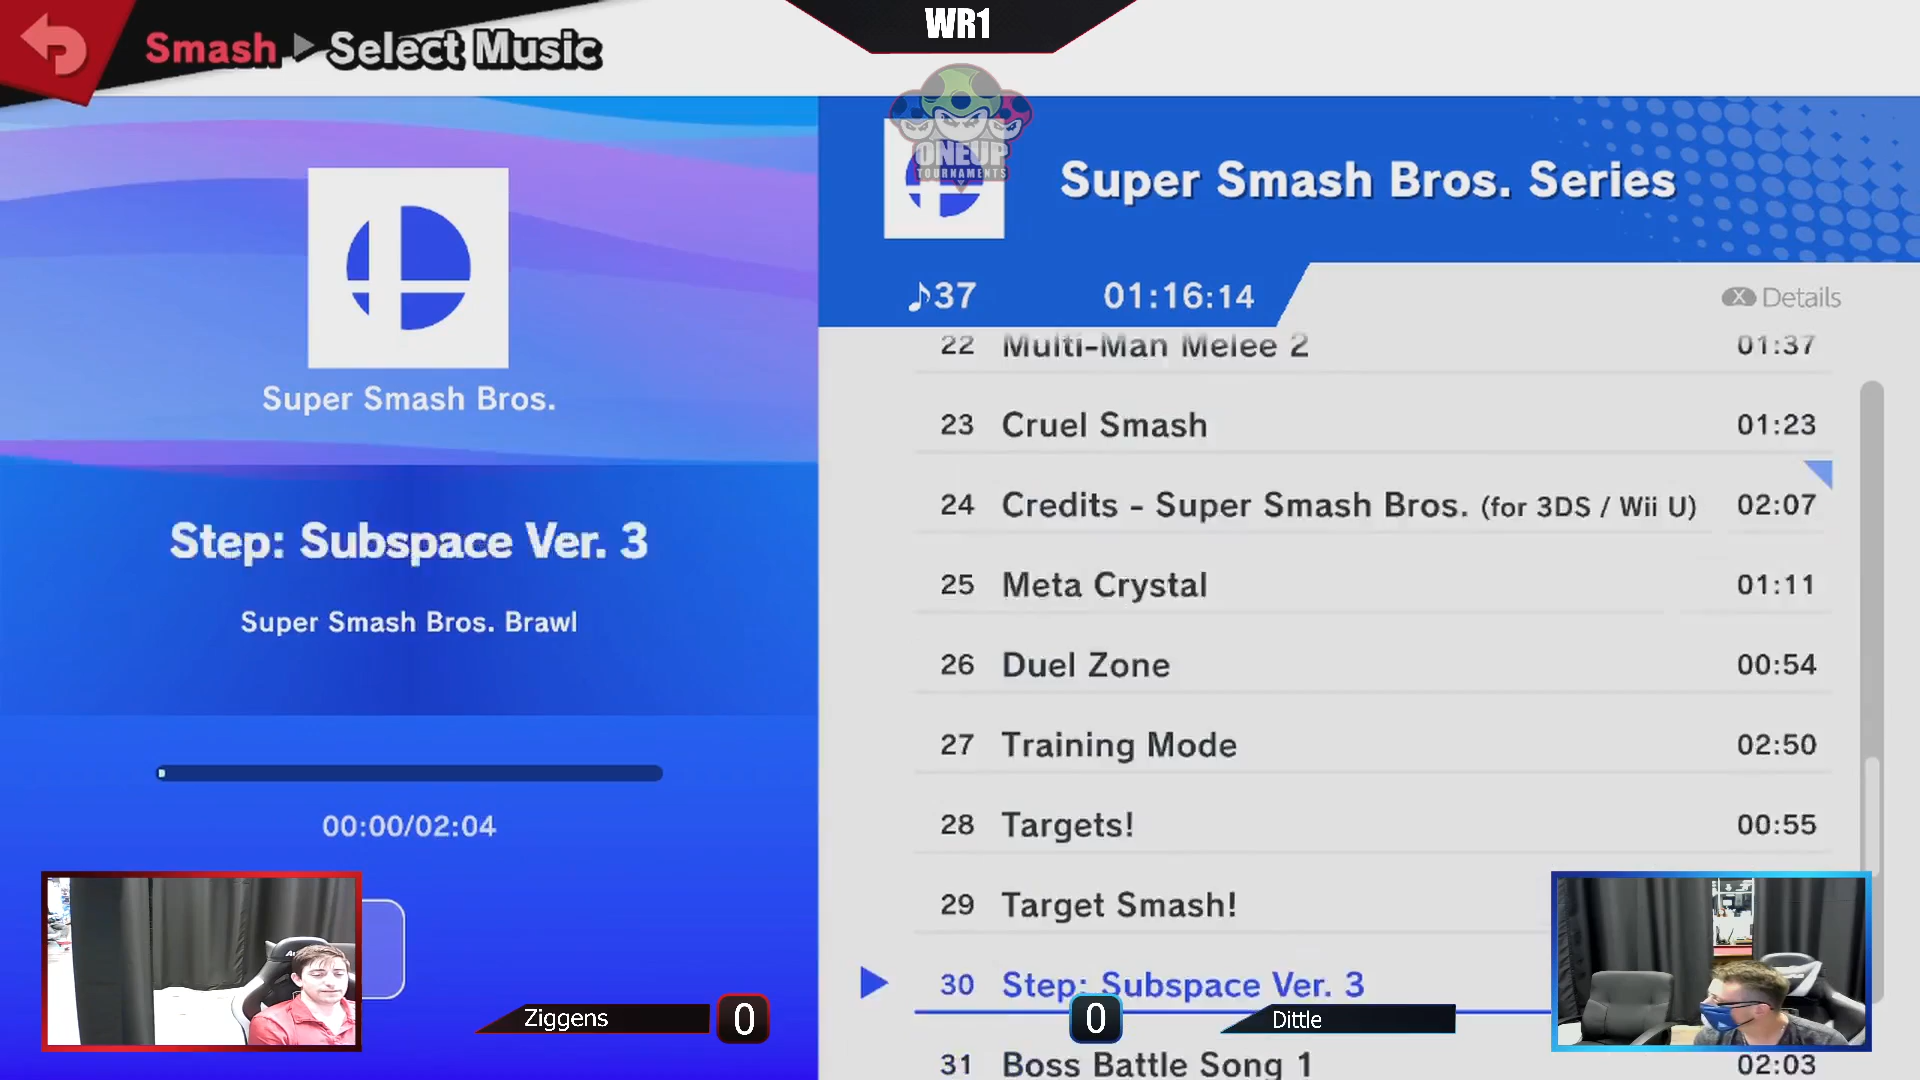 Smash ▶ Select Music
WR1
ONEUP
TOURNAMENTS
Super Smash Bros. Series
♪37 01:16:14
X Details
Super Smash Bros.
Step: Subspace Ver. 3
Super Smash Bros. Brawl
00:00/02:04
22 Multi-Man Melee 2 01:37
23 Cruel Smash 01:23
24 Credits - Super Smash Bros. (for 3DS / Wii U) 02:07
25 Meta Crystal 01:11
26 Duel Zone 00:54
27 Training Mode 02:50
28 Targets! 00:55
29 Target Smash!
30 Step: Subspace Ver. 3
31 Boss Battle Song 1 02:03
Ziggens 0
0 Dittle